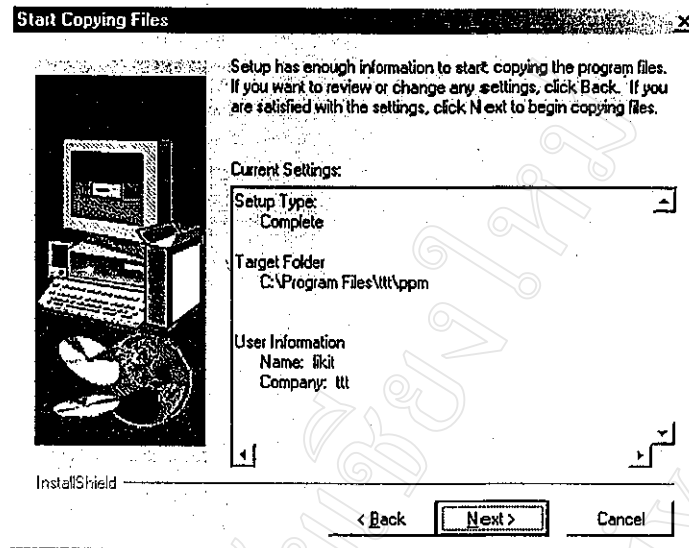 Start Copying Files
Setup has enough information to start copying the program files.
If you want to review or change any settings, click Back. If you
are satisfied with the settings, click Next to begin copying files.
Current Settings:
Setup Type:
Complete
Target Folder
C:\Program Files\ttt\ppm
User Information
Name: likit
Company: ttt
InstallShield
< Back
Next >
Cancel